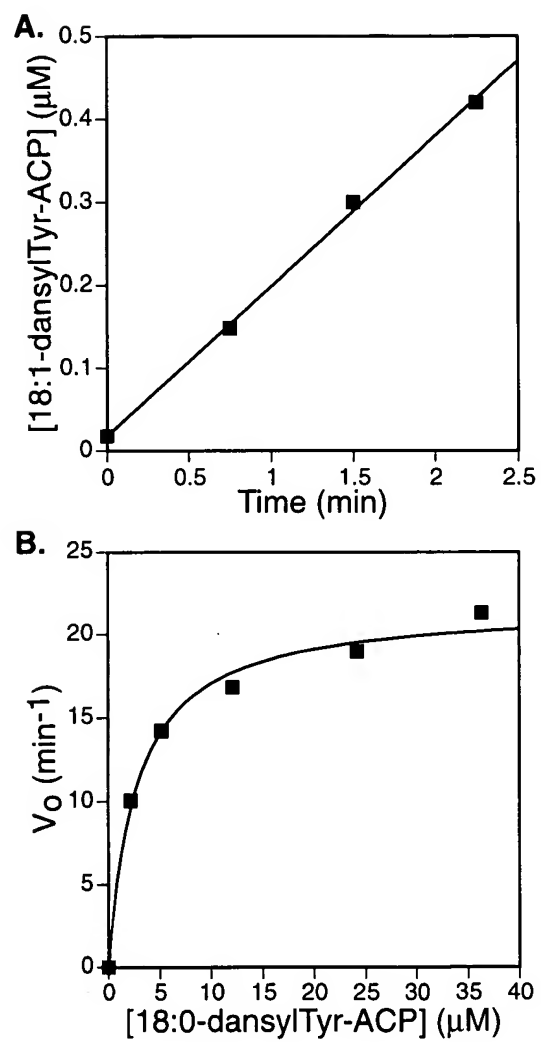 A.
[18:1-dansylTyr-ACP] (μM)
0.5
0.4
0.3
0.2
0.1
0
0 0.5 1 1.5 2 2.5
Time (min)
B.
Vo (min-1)
25
20
15
10
5
0
0 5 10 15 20 25 30 35 40
[18:0-dansylTyr-ACP] (μM)